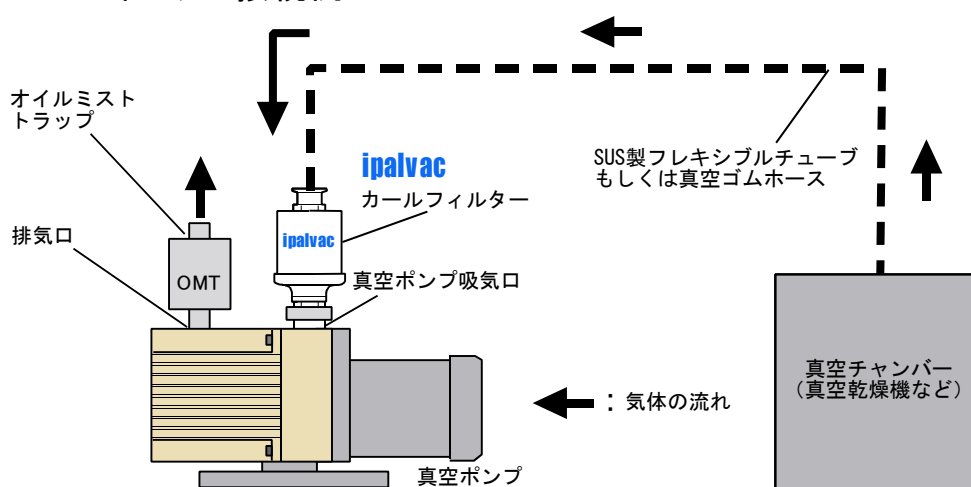 オイルミスト
トラップ
SUS製フレキシブルチューブ
もしくは真空ゴムホース
ipalvac
カールフィルター
ipalvac
排気口
OMT
真空ポンプ吸気口
真空チャンバー
(真空乾燥機など)
：気体の流れ
真空ポンプ